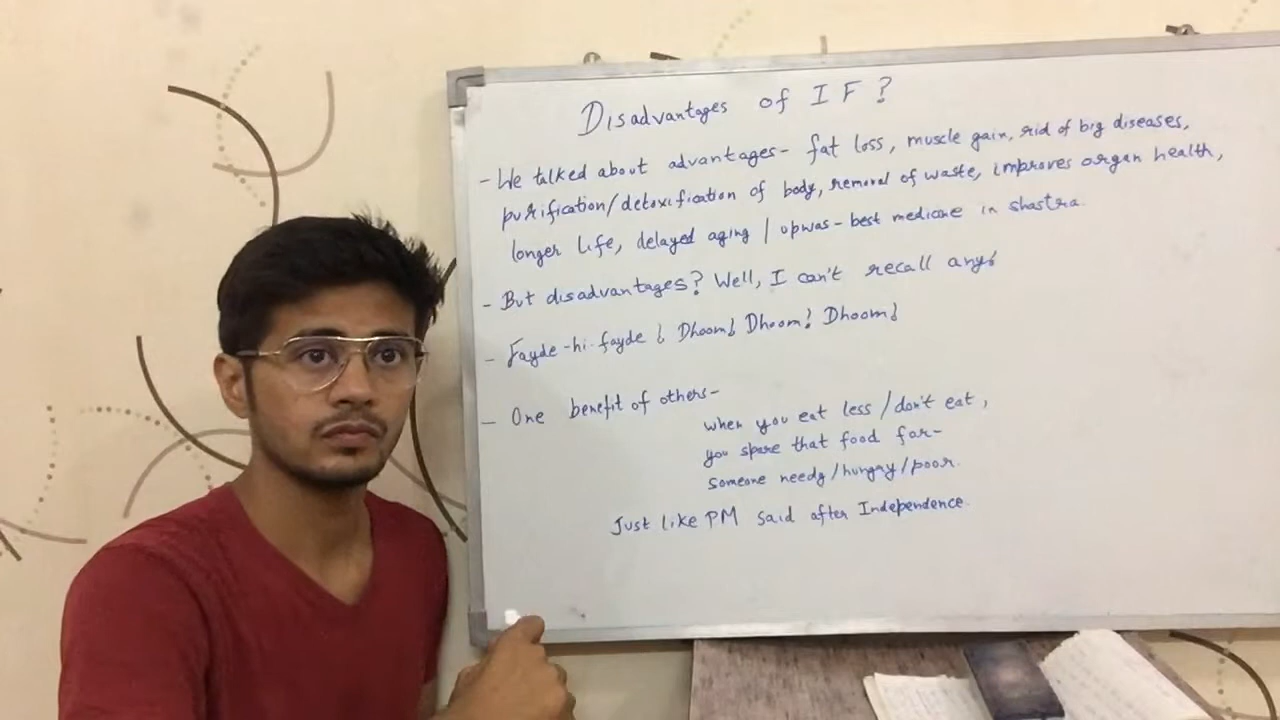 Disadvantages of IF?
- We talked about advantages- fat loss, muscle gain, rid of big diseases,
purification/detoxification of body, removal of waste, improves organ health,
longer life, delayed aging / upwas - best medicine in shastra.
- But disadvantages? Well, I can't recall any!
- Fayde-hi-fayde! Dhoom! Dhoom! Dhoom!
- One benefit of others-
when you eat less/don't eat,
you spare that food for-
someone needy/hungry/poor.
Just like PM said after Independence.